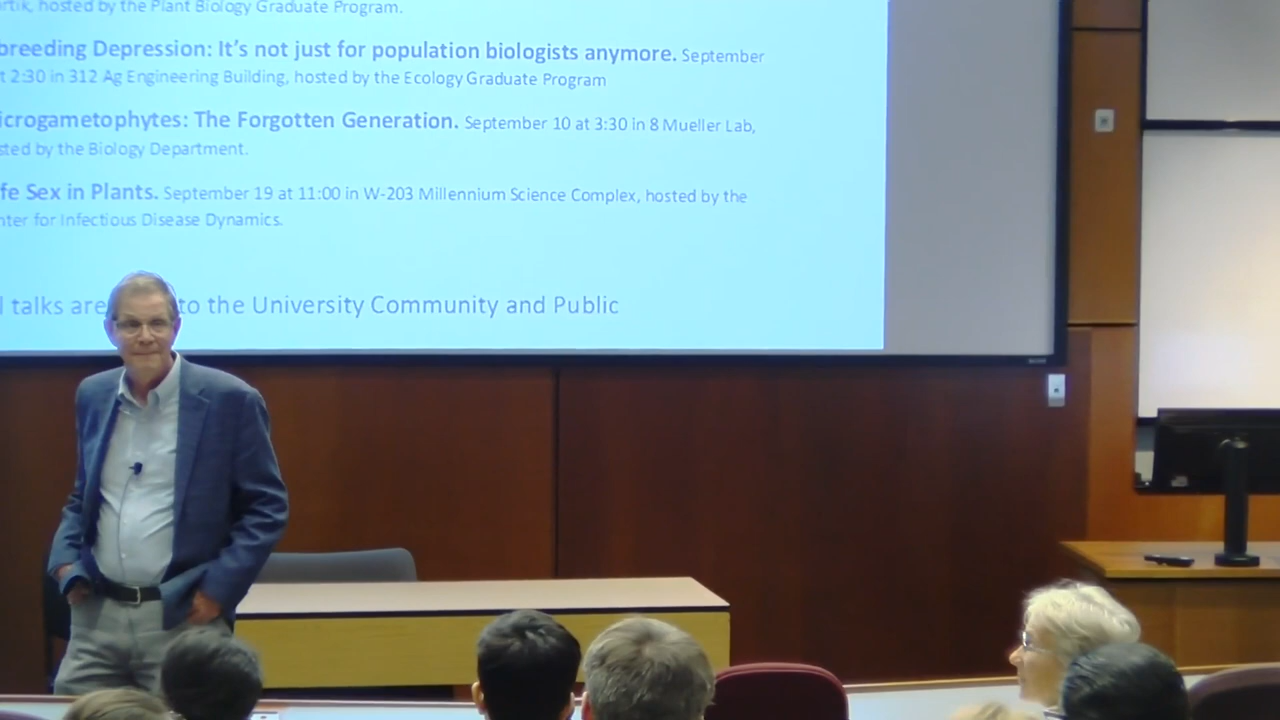 rtik, hosted by the Plant Biology Graduate Program.
breeding Depression: It's not just for population biologists anymore. September
t 2:30 in 312 Ag Engineering Building, hosted by the Ecology Graduate Program
icrogametophytes: The Forgotten Generation. September 10 at 3:30 in 8 Mueller Lab,
sted by the Biology Department.
fe Sex in Plants. September 19 at 11:00 in W-203 Millennium Science Complex, hosted by the
nter for Infectious Disease Dynamics.
l talks are to the University Community and Public